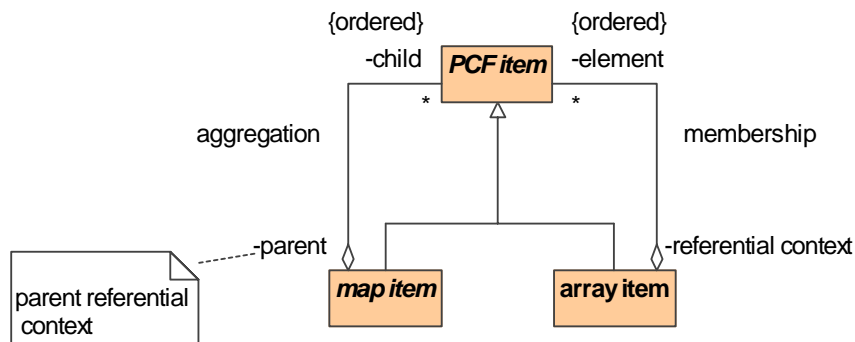 {ordered}
{ordered}
-child
PCF item
-element
*
*
aggregation
membership
-parent
-referential context
parent referential
context
map item
array item